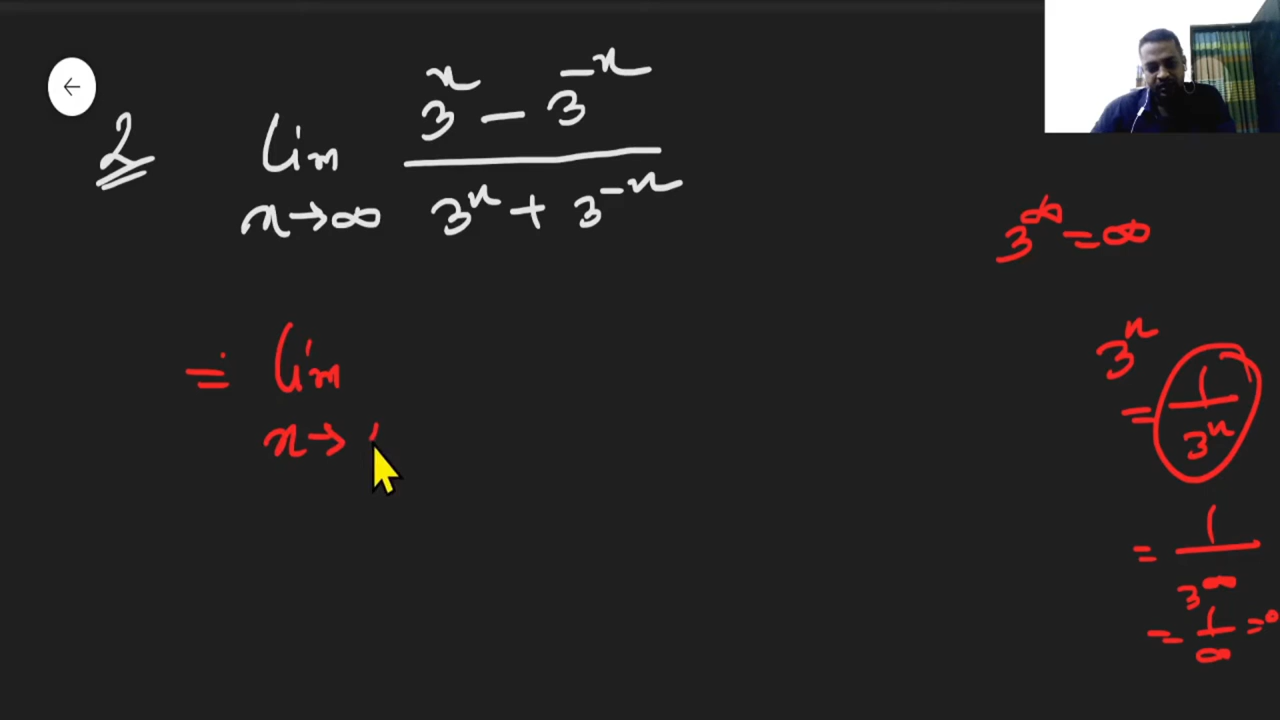 2 lim x→∞ (3^x − 3^−x) / (3^x + 3^−x)
3^∞ = ∞
3^x
= 1/3^x
= lim x→
= 1/3^∞
= 1/∞ = 0